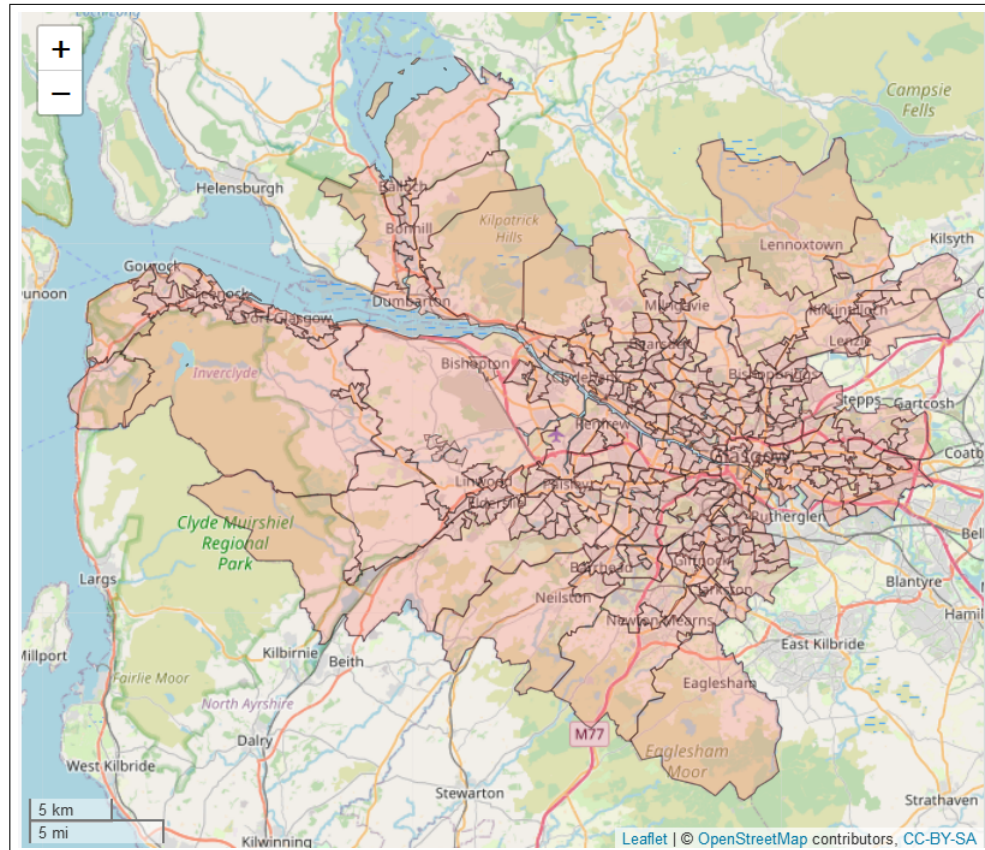 +
−
Campsie
Fells
Helensburgh
Balloch
Kilpatrick
Hills
Bonhill
Lennoxtown
Kilsyth
Gourock
Dunoon
Greenock
Dumbarton
Milngavie
Kirkintilloch
Port Glasgow
Bearsden
Lenzie
Bishopton
Inverclyde
Clydebank
Bishopbriggs
Stepps
Gartcosh
Renfrew
Glasgow
Coatb
Linwood
Paisley
Elderslie
Clyde Muirshiel
Regional
Park
Rutherglen
Bel
Largs
Barrhead
Giffnock
Blantyre
Neilston
Clarkston
Hamil
Newton Mearns
East Kilbride
Millport
Kilbirnie
Beith
Fairlie Moor
Eaglesham
North Ayrshire
Dalry
M77
Eaglesham
Moor
West Kilbride
Stewarton
Strathaven
5 km
5 mi
Kilwinning
Leaflet | © OpenStreetMap contributors, CC-BY-SA